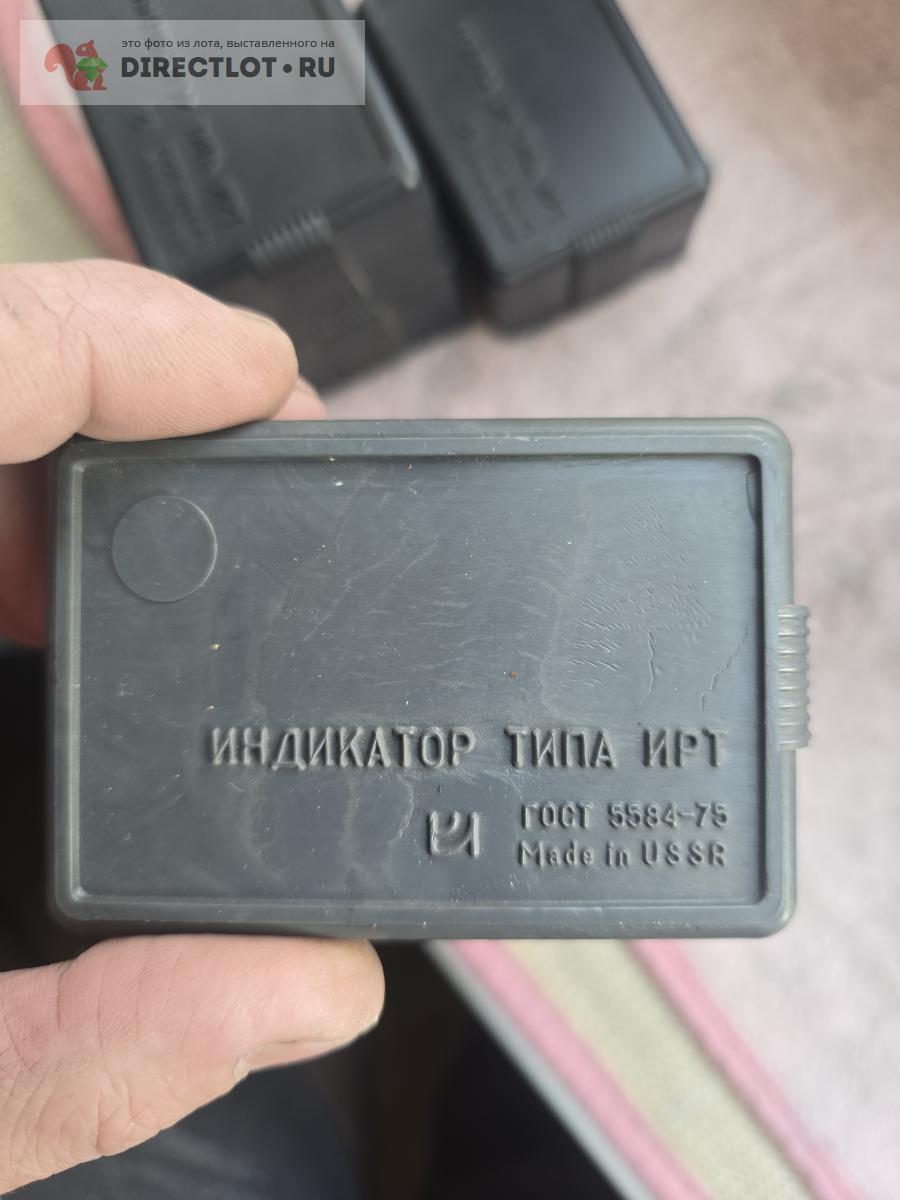 это фото из лота, выставленного на
DIRECTLOT•RU
ИНДИКАТОР ТИПА ИРТ
ГОСТ 5584-75
Made in USSR